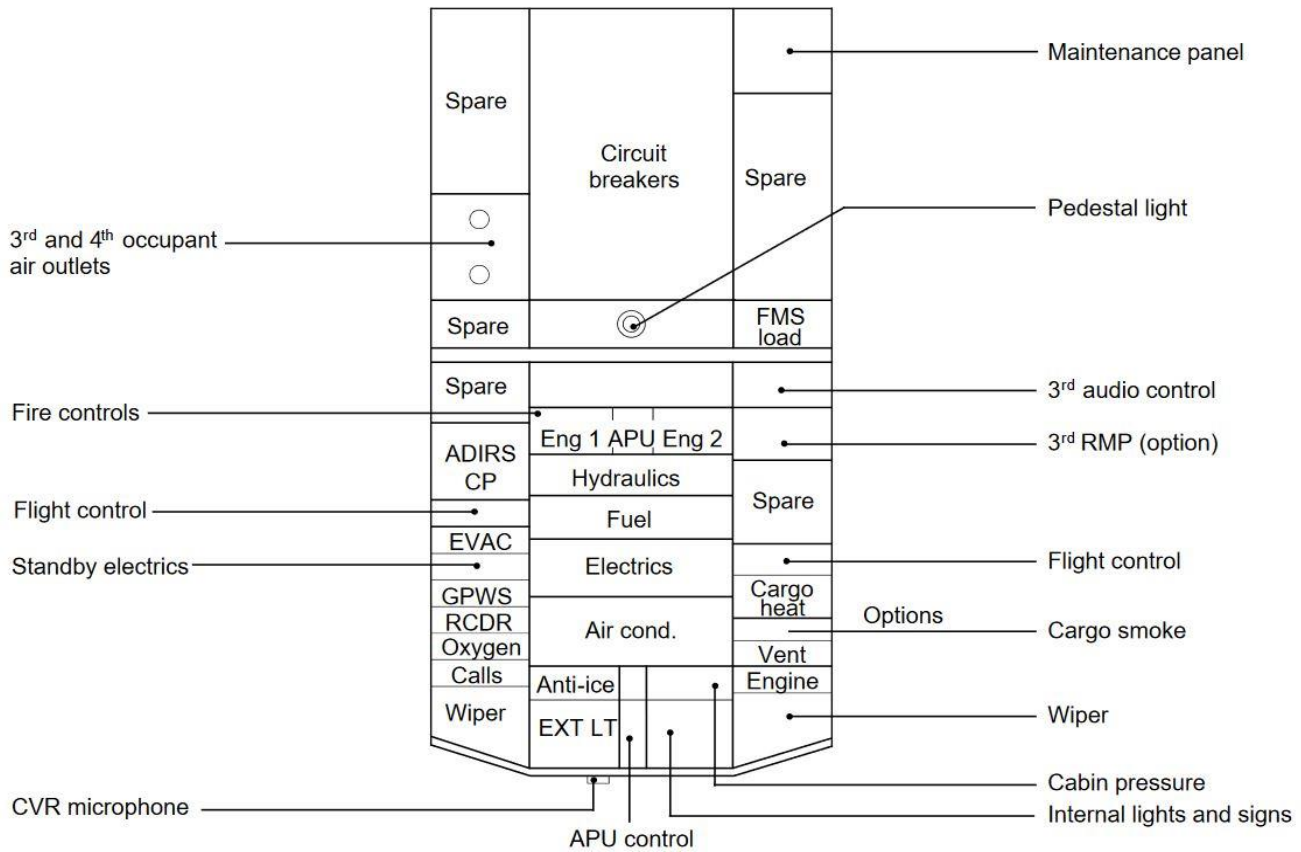 Maintenance panel
Spare
Circuit
breakers
Spare
Pedestal light
3rd and 4th occupant
air outlets
Spare
FMS
load
Spare
3rd audio control
Fire controls
Eng 1 APU Eng 2
3rd RMP (option)
ADIRS
CP
Hydraulics
Spare
Flight control
Fuel
EVAC
Standby electrics
Electrics
Flight control
GPWS
Cargo
heat
RCDR
Air cond.
Options
Cargo smoke
Oxygen
Vent
Calls
Anti-ice
Engine
Wiper
EXT LT
Wiper
Cabin pressure
CVR microphone
Internal lights and signs
APU control